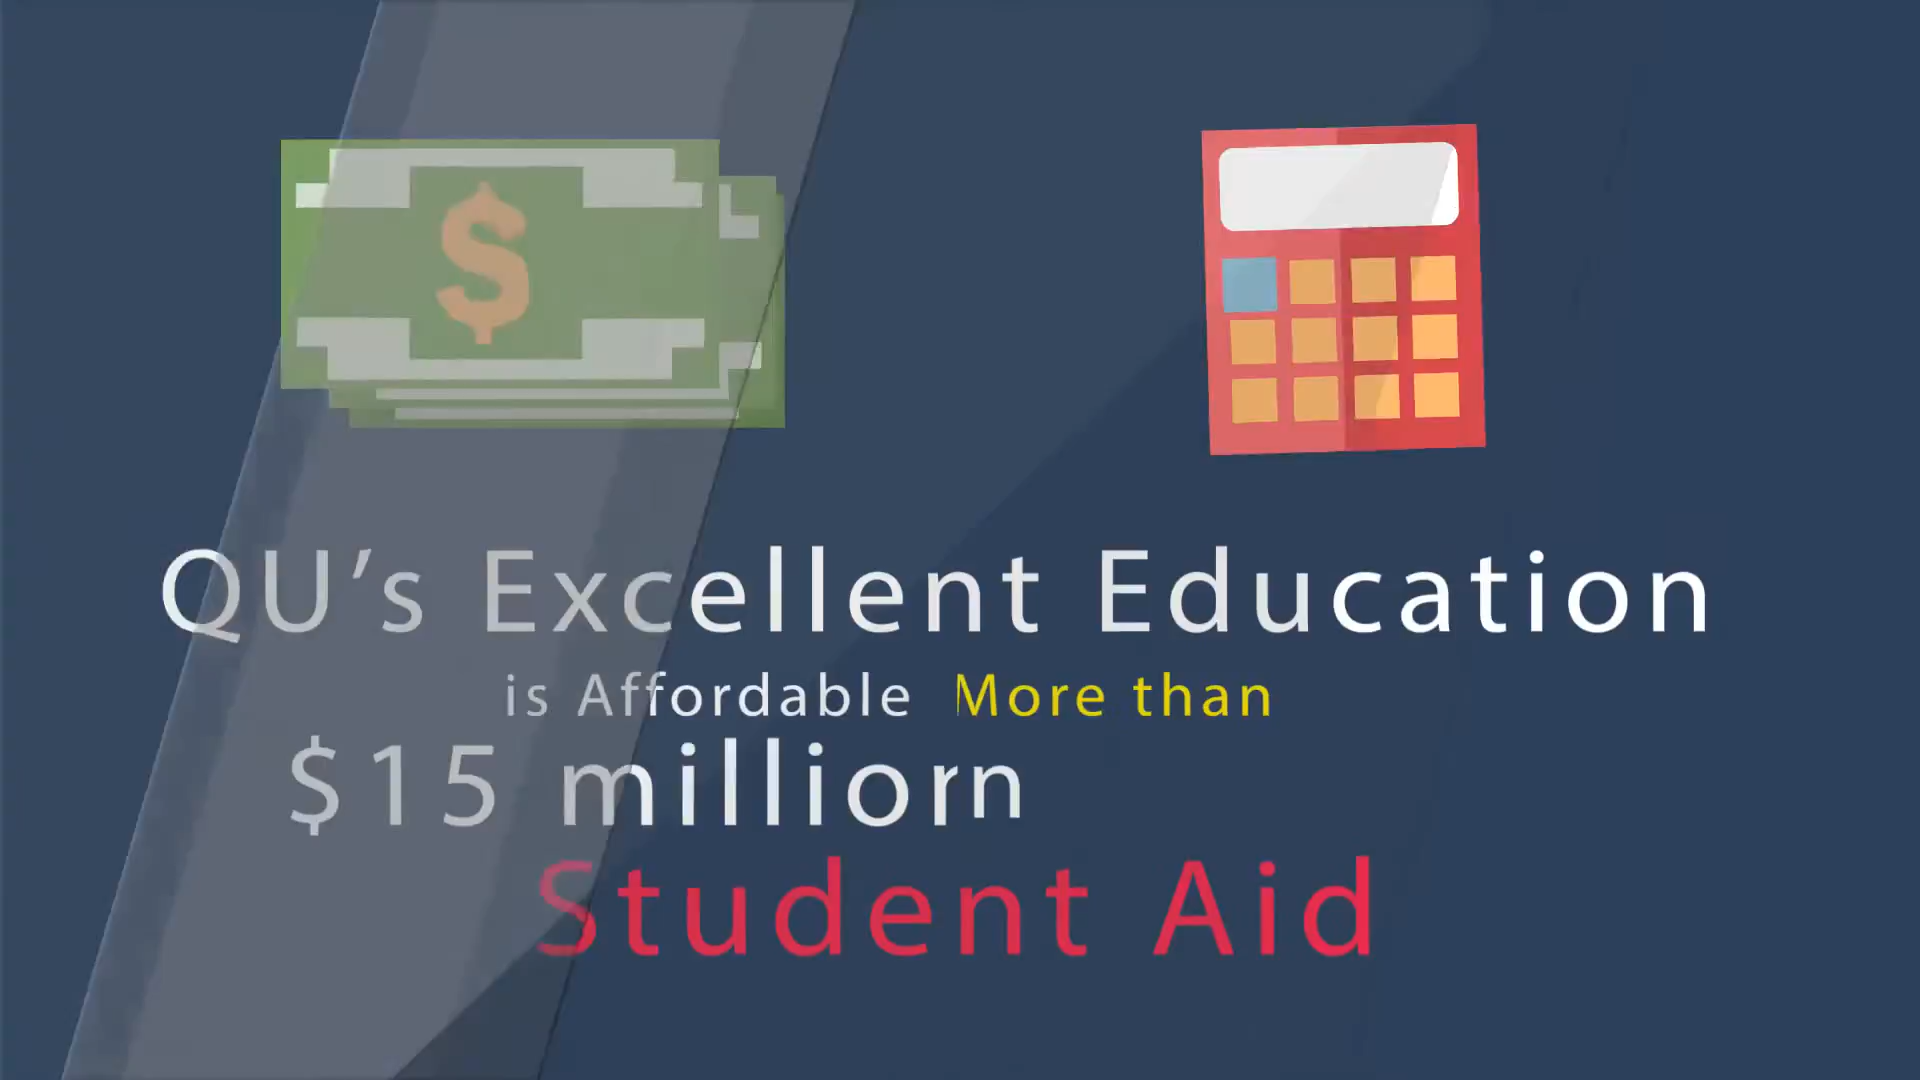 QU's Excellent Education
is Affordable More than
$15 milliorn
Student Aid